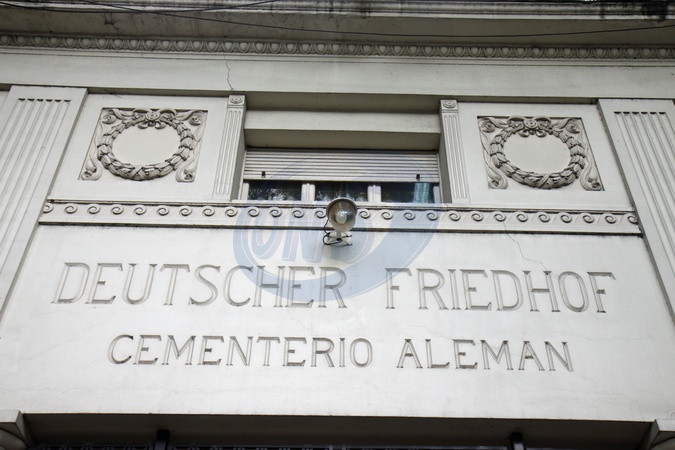 DEUTSCHER FRIEDHOF
CEMENTERIO ALEMAN